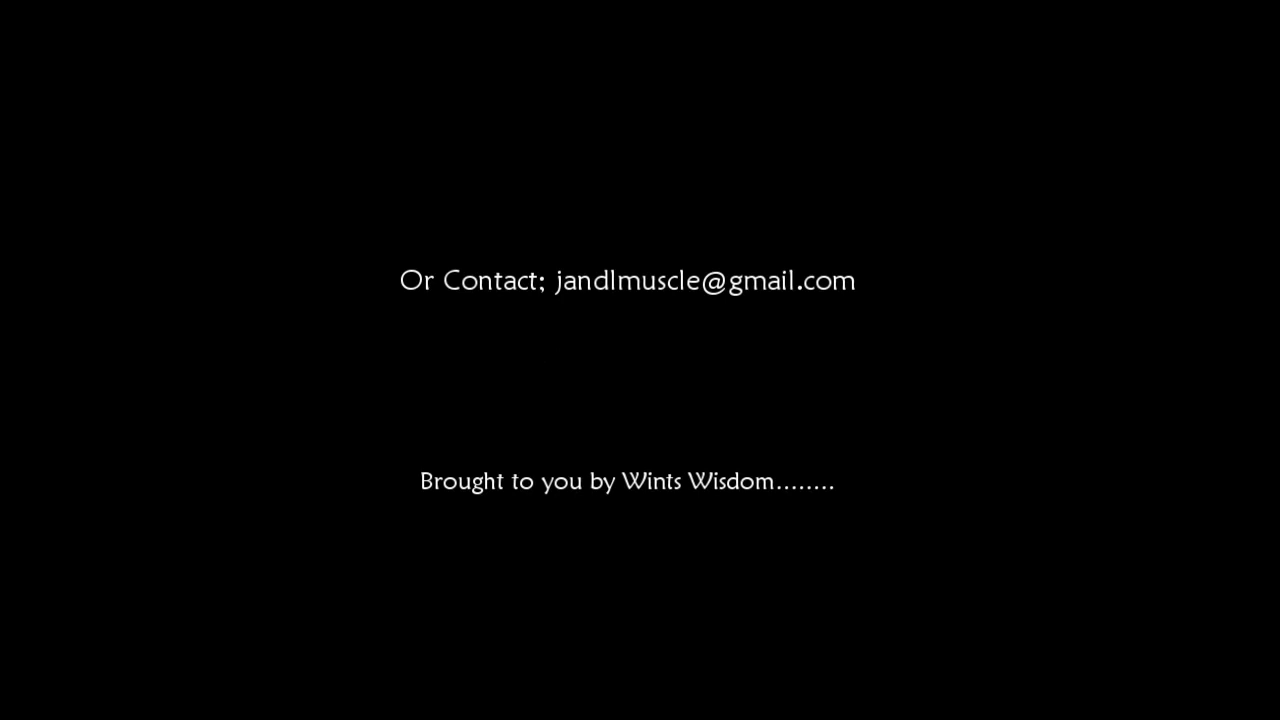 Or Contact; jandlmuscle@gmail.com
Brought to you by Wints Wisdom........